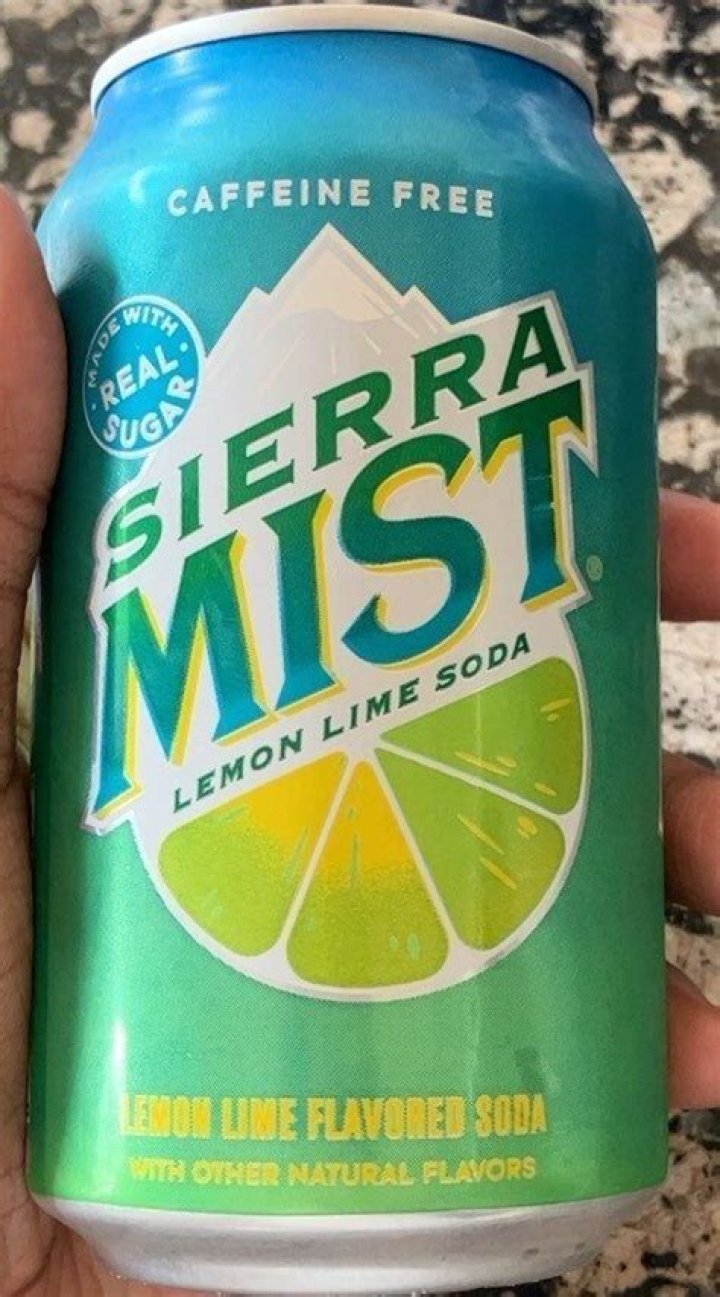 CAFFEINE FREE
MADE WITH
REAL
SUGAR
SIERRA
MIST®
LEMON LIME SODA
LEMON LIME FLAVORED SODA
WITH OTHER NATURAL FLAVORS